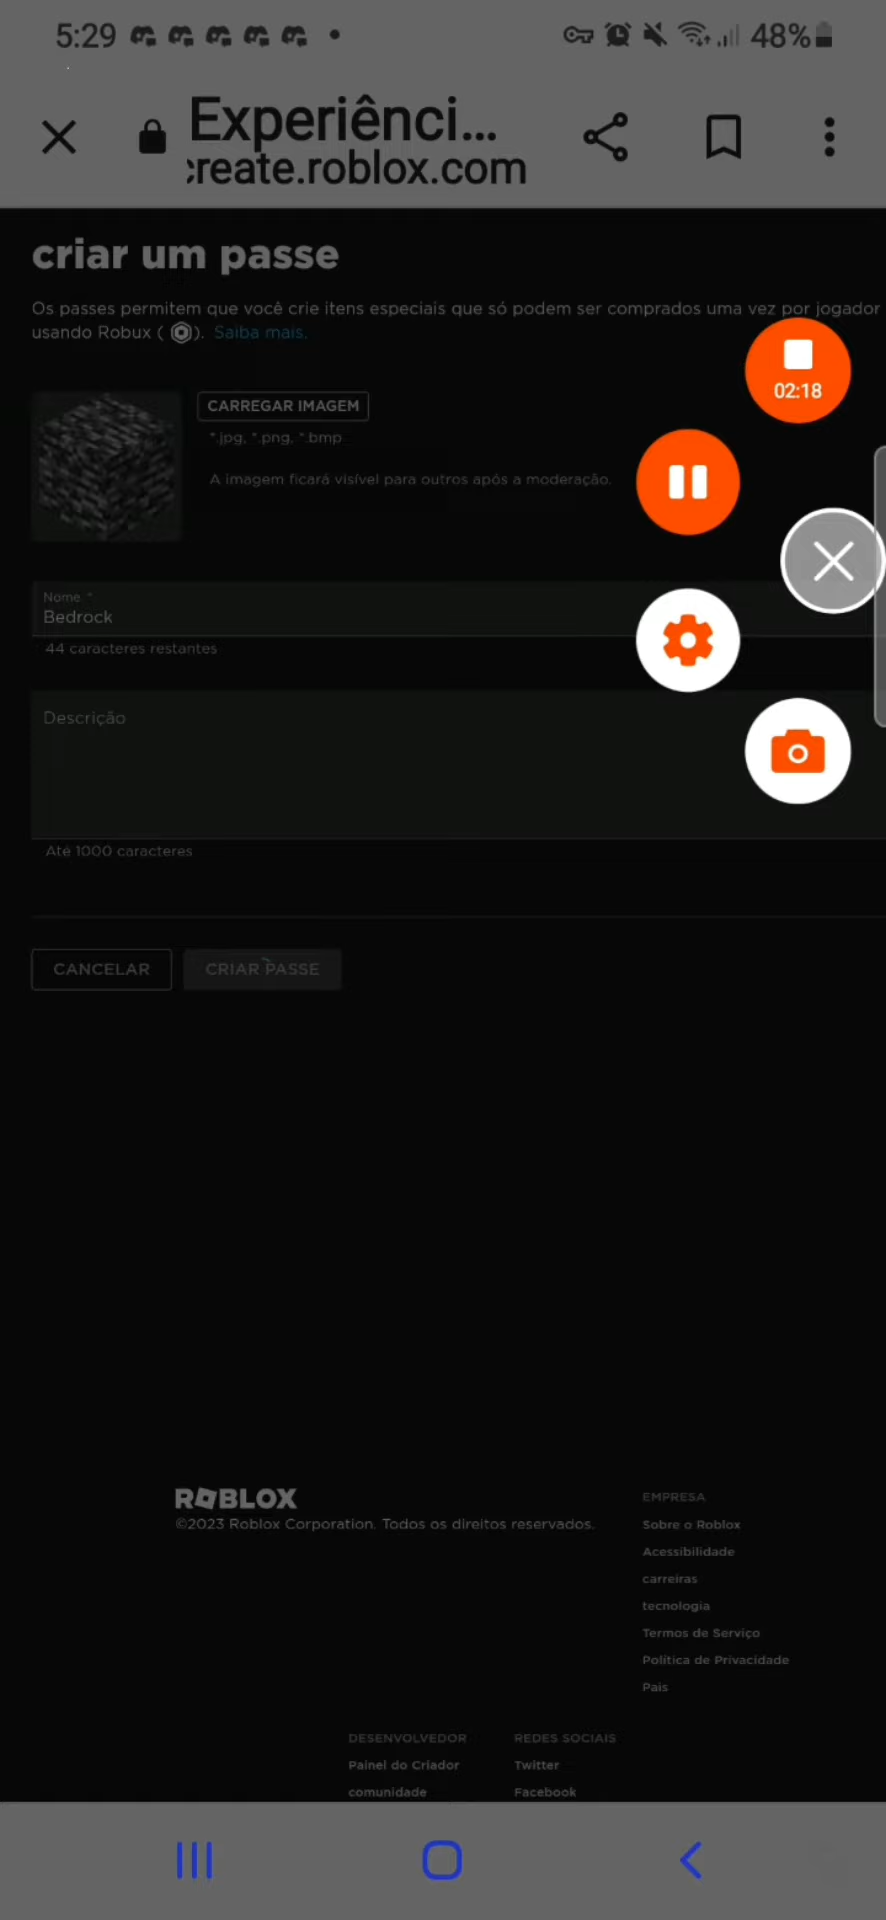 5:29
48%
Experiênci...
create.roblox.com
criar um passe
Os passes permitem que você crie itens especiais que só podem ser comprados uma vez por jogador
usando Robux ( ). Saiba mais.
02:18
CARREGAR IMAGEM
*.jpg, *.png, *.bmp
A imagem ficará visível para outros após a moderação.
Nome *
Bedrock
44 caracteres restantes
Descrição
Até 1000 caracteres
CANCELAR
CRIAR PASSE
ROBLOX
©2023 Roblox Corporation. Todos os direitos reservados.
EMPRESA
Sobre o Roblox
Acessibilidade
carreiras
tecnologia
Termos de Serviço
Política de Privacidade
Pais
DESENVOLVEDOR
Painel do Criador
comunidade
REDES SOCIAIS
Twitter
Facebook